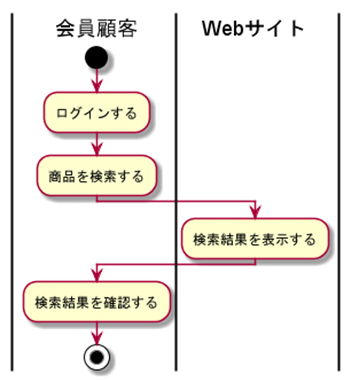 会員顧客
Webサイト
ログインする
商品を検索する
検索結果を表示する
検索結果を確認する